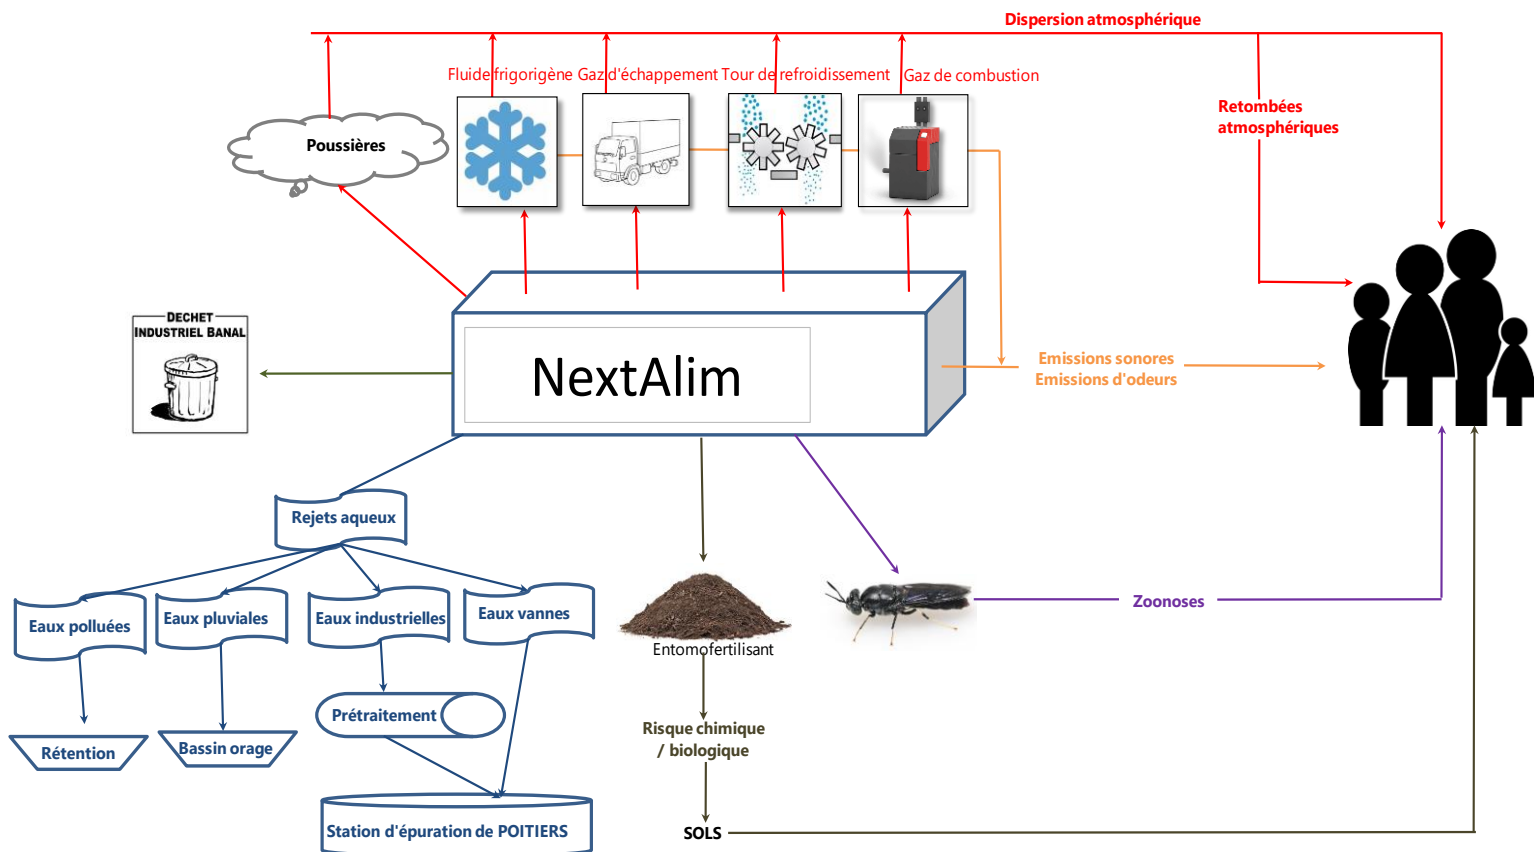 Dispersion atmosphérique
Fluide frigorigène
Gaz d'échappement
Tour de refroidissement
Gaz de combustion
Retombées
atmosphériques
Poussières
DECHET
INDUSTRIEL BANAL
NextAlim
Emissions sonores
Emissions d'odeurs
Rejets aqueux
Eaux polluées
Eaux pluviales
Eaux industrielles
Eaux vannes
Zoonoses
Entomofertilisant
Prétraitement
Risque chimique
/ biologique
Rétention
Bassin orage
Station d'épuration de POITIERS
SOLS